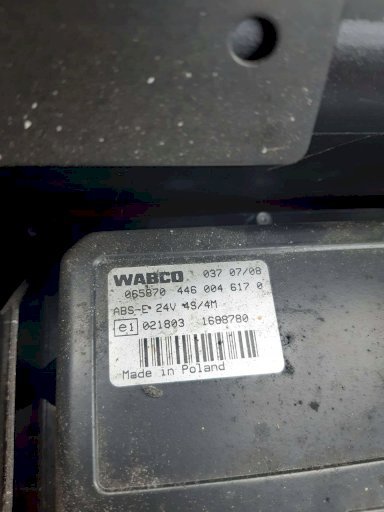 WABCO 037 07/08
065870 446 004 617 0
ABS-E 24V 4S/4M
e1 021803 1698780
Made in Poland